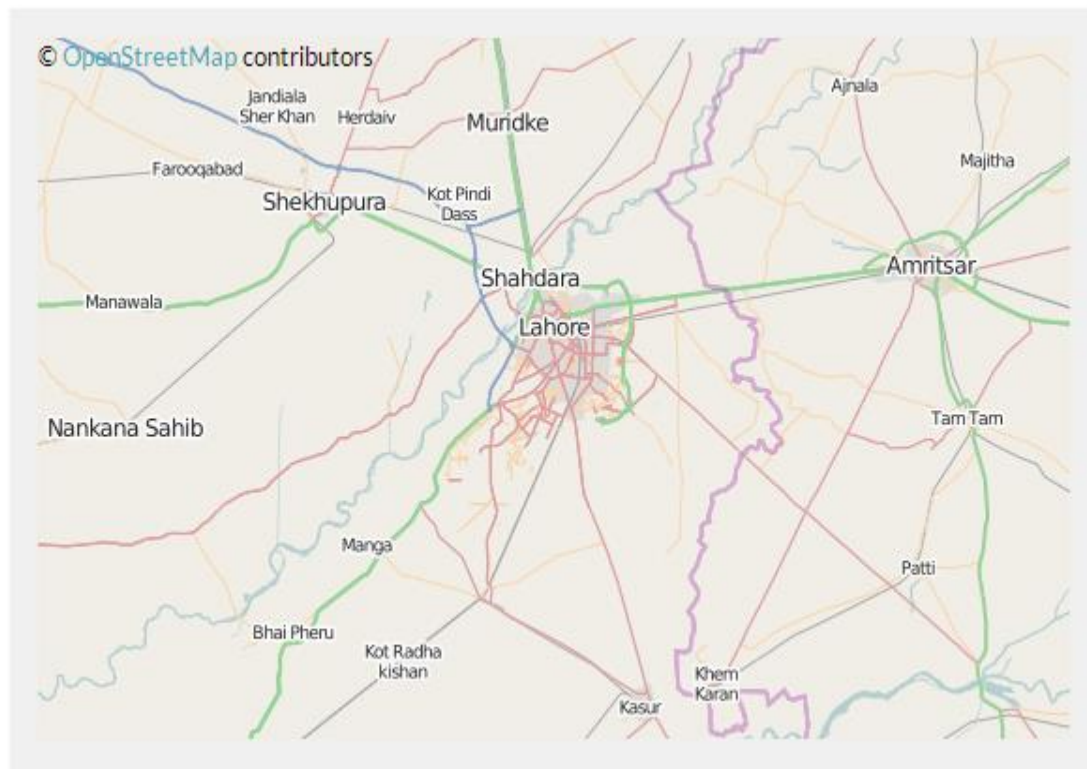 © OpenStreetMap contributors
Ajnala
Jandiala
Sher Khan
Herdaiv
Muridke
Majitha
Farooqabad
Shekhupura
Kot Pindi
Dass
Amritsar
Shahdara
Manawala
Lahore
Nankana Sahib
Tam Tam
Manga
Patti
Bhai Pheru
Kot Radha
kishan
Khem
Karan
Kasur